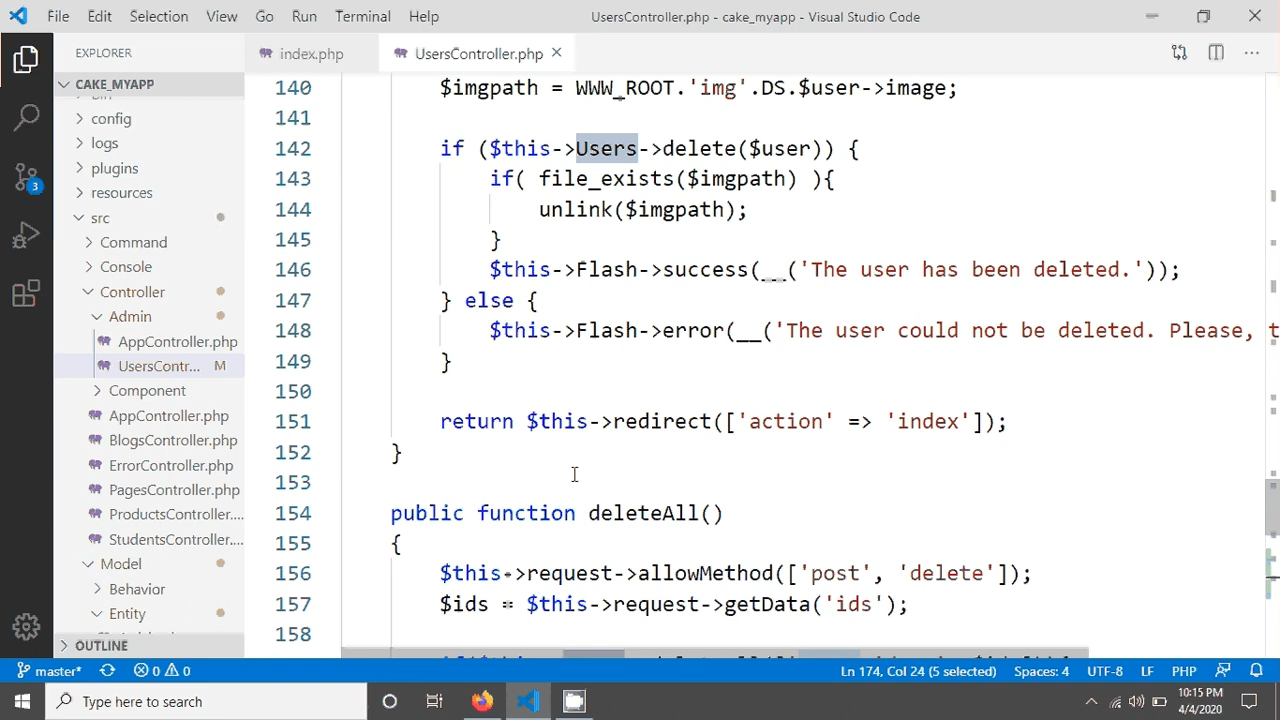 File Edit Selection View Go Run Terminal Help UsersController.php - cake_myapp - Visual Studio Code
EXPLORER
index.php UsersController.php
CAKE_MYAPP
config
logs
plugins
resources
src
Command
Console
Controller
Admin
AppController.php
UsersContr... M
Component
AppController.php
BlogsController.php
ErrorController.php
PagesController.php
ProductsController....
StudentsController....
Model
Behavior
Entity
OUTLINE
3
140 $imgpath = WWW_ROOT.'img'.DS.$user->image;
141
142 if ($this->Users->delete($user)) {
143 if( file_exists($imgpath) ){
144 unlink($imgpath);
145 }
146 $this->Flash->success(__('The user has been deleted.'));
147 } else {
148 $this->Flash->error(__('The user could not be deleted. Please, t
149 }
150
151 return $this->redirect(['action' => 'index']);
152 }
153
154 public function deleteAll()
155 {
156 $this->request->allowMethod(['post', 'delete']);
157 $ids = $this->request->getData('ids');
158
master* 0 0 Ln 174, Col 24 (5 selected) Spaces: 4 UTF-8 LF PHP
Type here to search
10:15 PM
4/4/2020